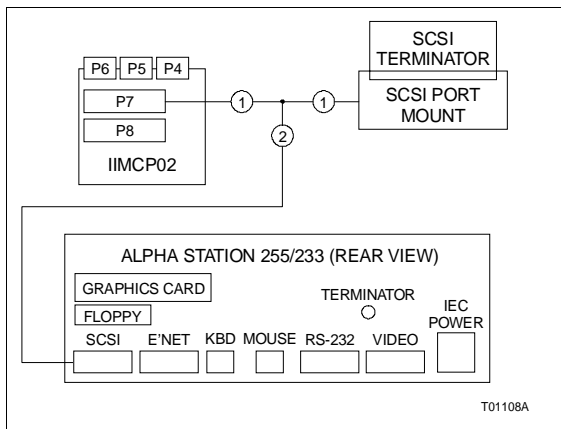 SCSI
TERMINATOR
P6 P5 P4
P7
1
1
SCSI PORT
MOUNT
P8
2
IIMCP02
ALPHA STATION 255/233 (REAR VIEW)
GRAPHICS CARD
TERMINATOR
IEC
POWER
FLOPPY
SCSI E'NET KBD MOUSE RS-232 VIDEO
T01108A